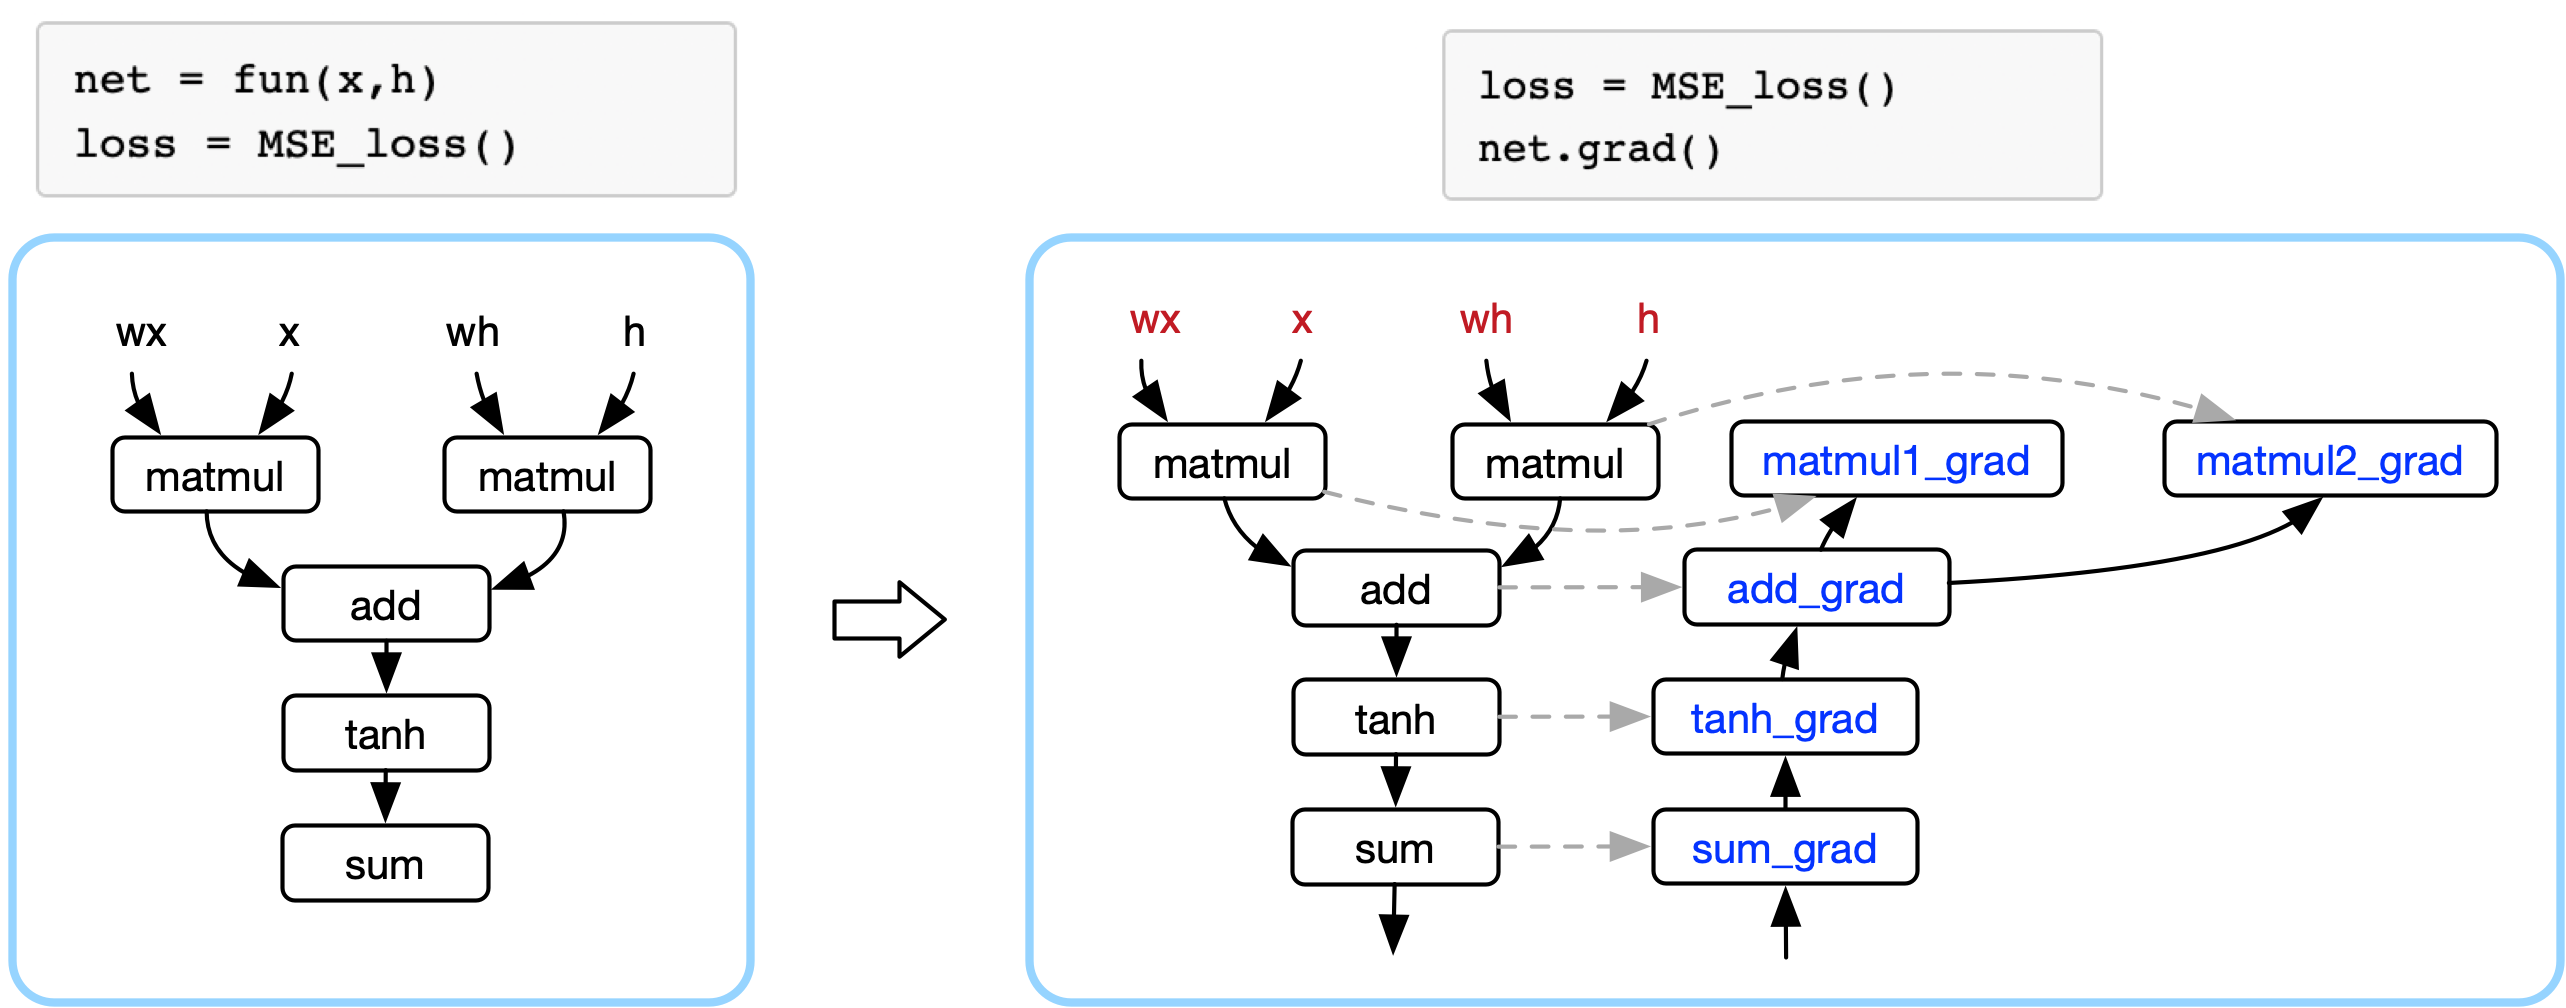 net = fun(x,h)
loss = MSE_loss()
wx x wh h
matmul matmul
add
tanh
sum
loss = MSE_loss()
net.grad()
wx x wh h
matmul matmul matmul1_grad matmul2_grad
add add_grad
tanh tanh_grad
sum sum_grad